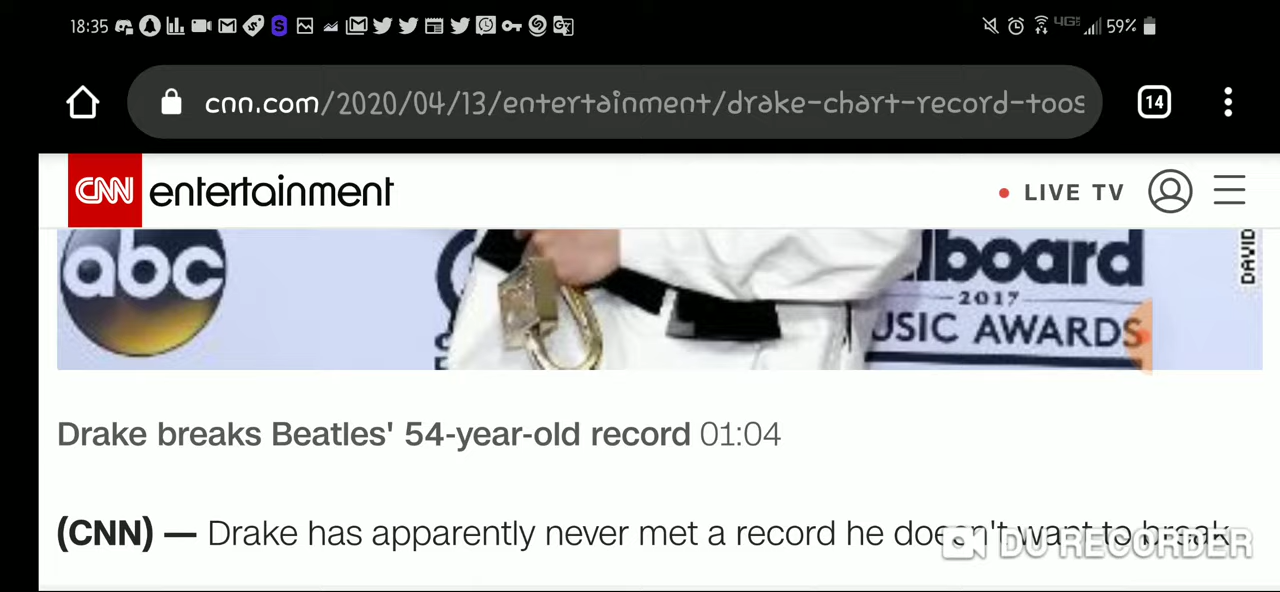 18:35
4G
59%
cnn.com/2020/04/13/entertainment/drake-chart-record-toos
14
CNN entertainment
LIVE TV
abc
lboard
2017
USIC AWARDS
DAVID
Drake breaks Beatles' 54-year-old record 01:04
(CNN) — Drake has apparently never met a record he doesn't want to break
DU RECORDER